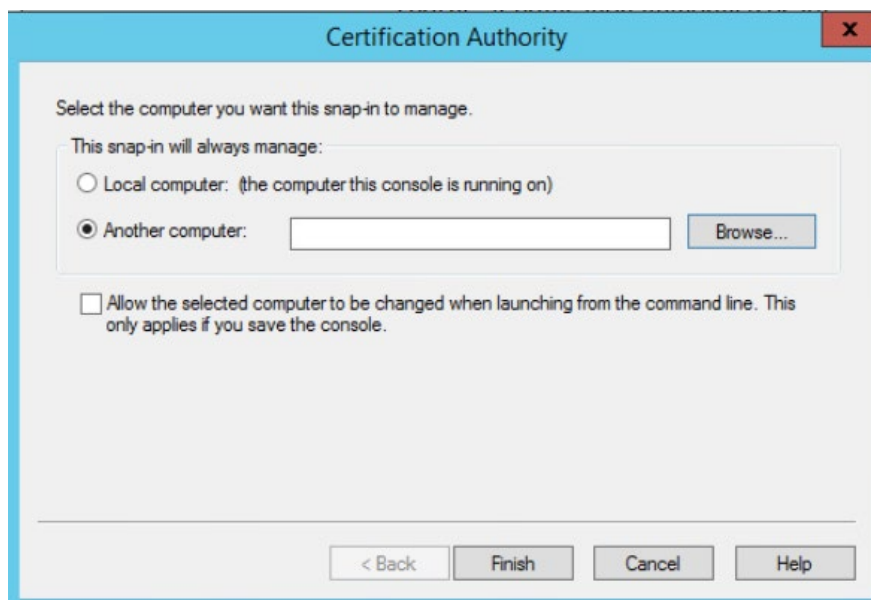 Certification Authority
x
Select the computer you want this snap-in to manage.
This snap-in will always manage:
Local computer: (the computer this console is running on)
Another computer:
Browse...
Allow the selected computer to be changed when launching from the command line. This
only applies if you save the console.
< Back
Finish
Cancel
Help